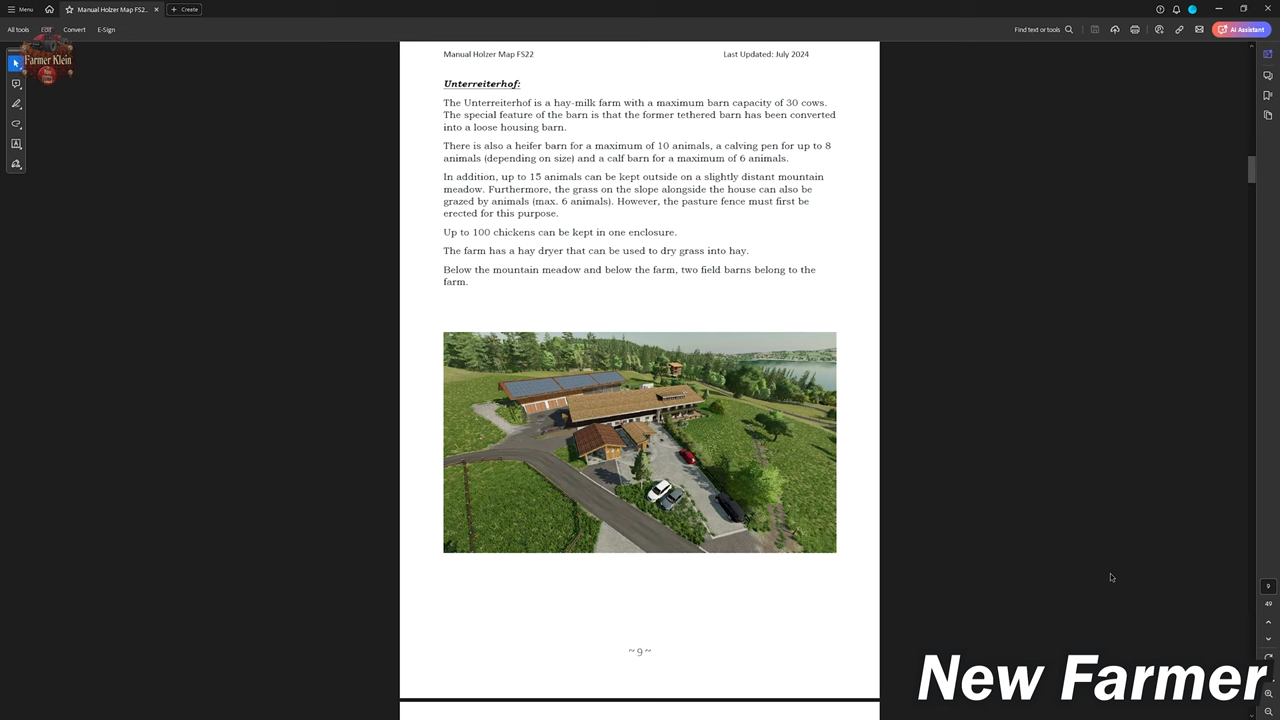 Menu
Manual Holzer Map FS2...
Create
All tools
Edit
Convert
E-Sign
Find text or tools
AI Assistant
Farmer Klein
Manual Holzer Map FS22
Last Updated: July 2024
Unterreiterhof:
The Unterreiterhof is a hay-milk farm with a maximum barn capacity of 30 cows.
The special feature of the barn is that the former tethered barn has been converted
into a loose housing barn.
There is also a heifer barn for a maximum of 10 animals, a calving pen for up to 8
animals (depending on size) and a calf barn for a maximum of 6 animals.
In addition, up to 15 animals can be kept outside on a slightly distant mountain
meadow. Furthermore, the grass on the slope alongside the house can also be
grazed by animals (max. 6 animals). However, the pasture fence must first be
erected for this purpose.
Up to 100 chickens can be kept in one enclosure.
The farm has a hay dryer that can be used to dry grass into hay.
Below the mountain meadow and below the farm, two field barns belong to the
farm.
~ 9 ~
9
49
New Farmer